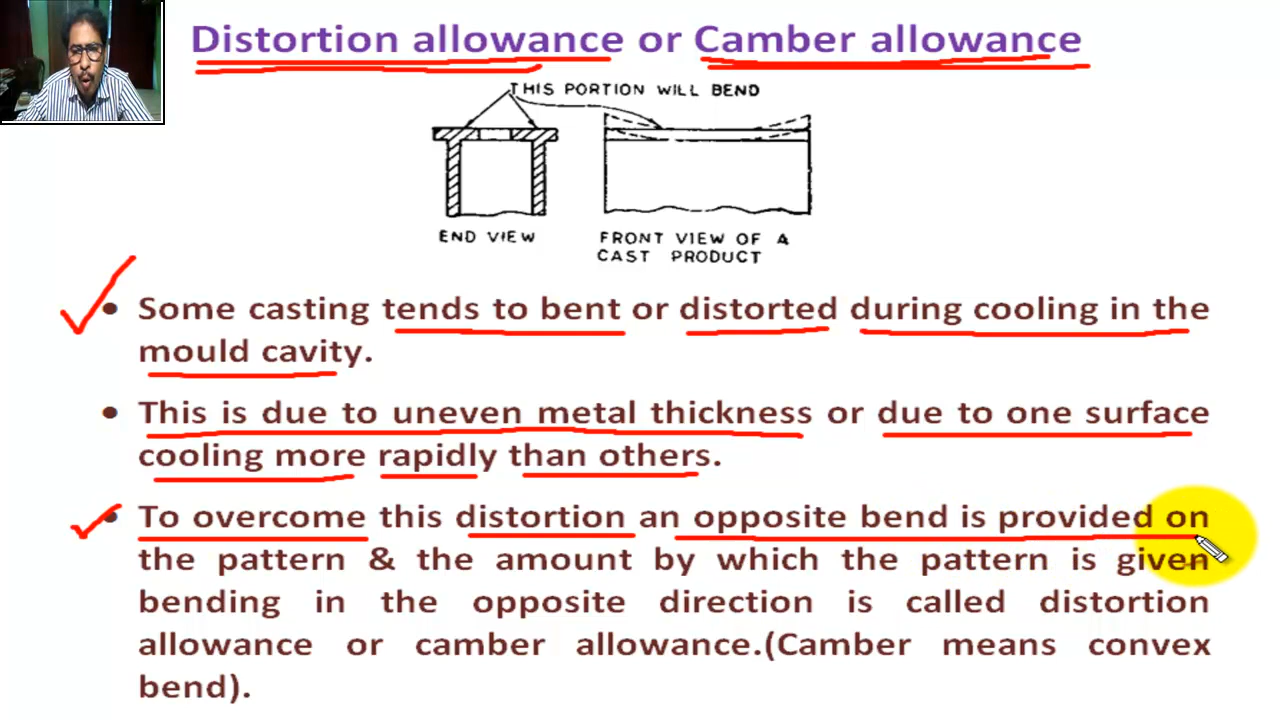 Distortion allowance or Camber allowance
THIS PORTION WILL BEND
END VIEW
FRONT VIEW OF A
CAST PRODUCT
• Some casting tends to bent or distorted during cooling in the
mould cavity.
• This is due to uneven metal thickness or due to one surface
cooling more rapidly than others.
• To overcome this distortion an opposite bend is provided on
the pattern & the amount by which the pattern is given
bending in the opposite direction is called distortion
allowance or camber allowance.(Camber means convex
bend).